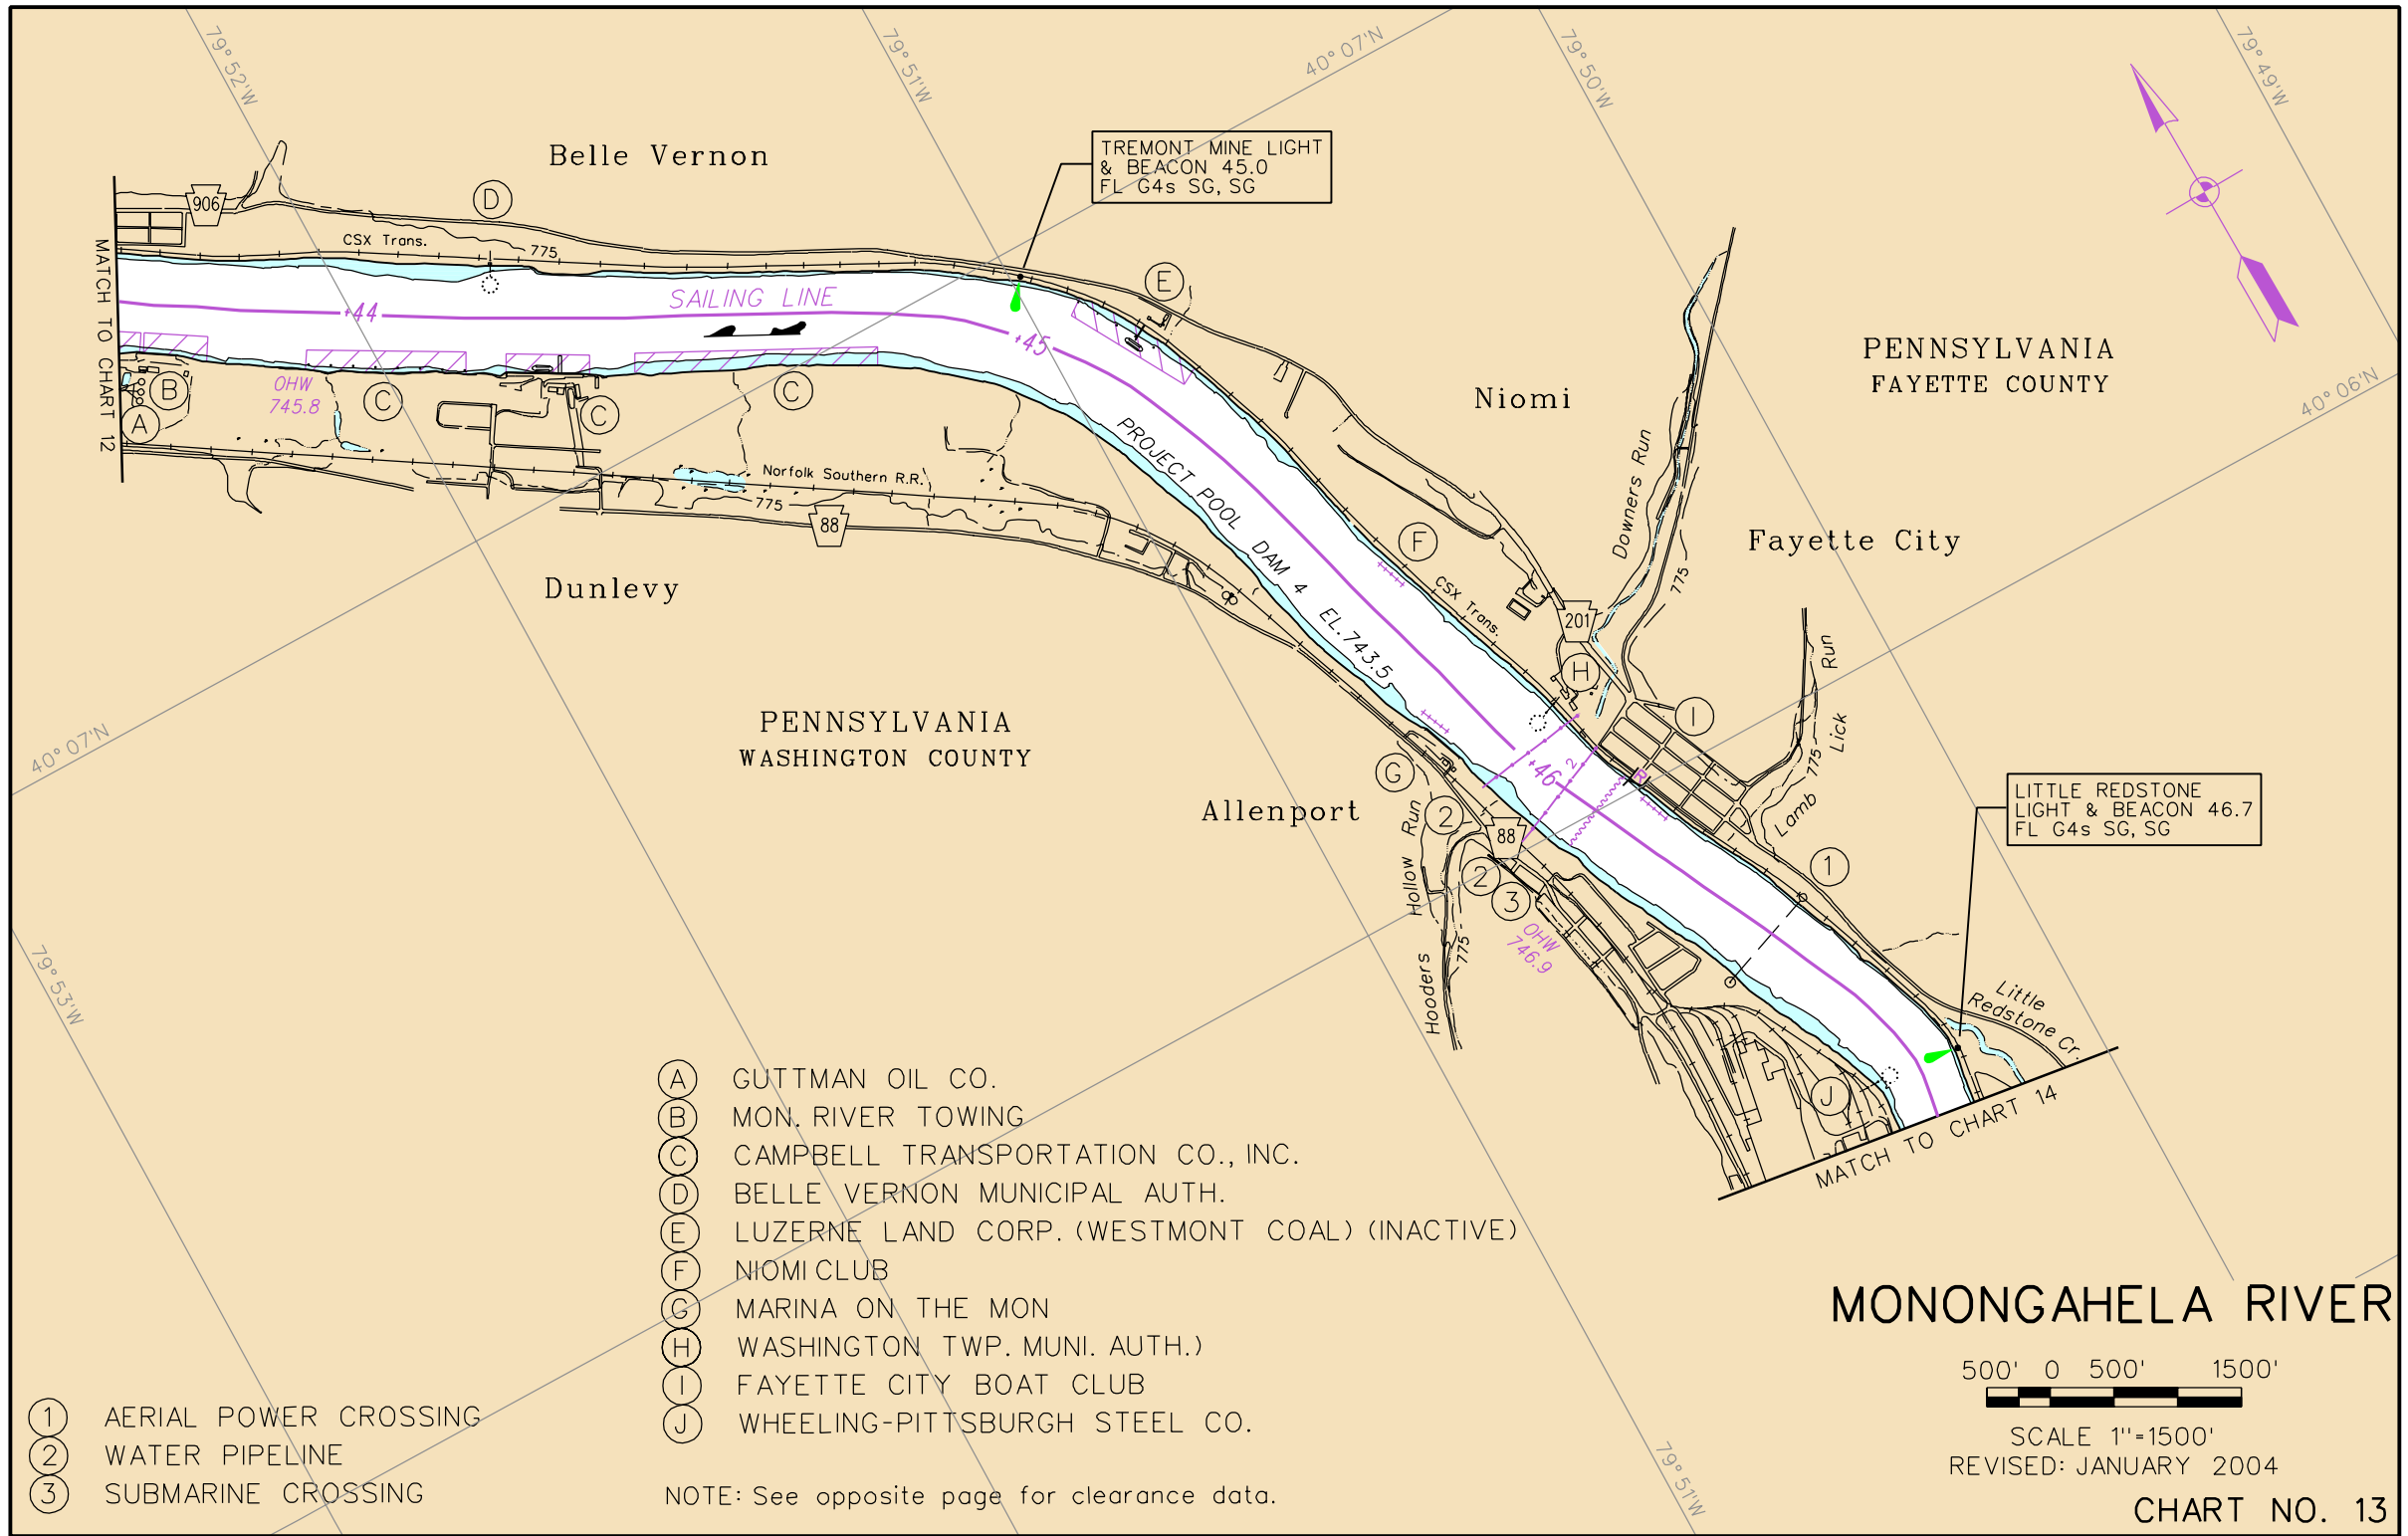 79°52'W
79°51'W
40°07'N
79°50'W
79°49'W
Belle Vernon
TREMONT MINE LIGHT
& BEACON 45.0
FL G4s SG, SG
906
D
CSX Trans.
775
E
MATCH TO CHART 12
+44
SAILING LINE
+45
PENNSYLVANIA
FAYETTE COUNTY
Niomi
40°06'N
OHW
745.8
A
B
C
C
C
PROJECT POOL DAM 4 EL.743.5
Norfolk Southern R.R.
775
88
Downers Run
F
CSX Trans.
Fayette City
775
Dunlevy
201
H
I
Lamb Lick Run
775
40°07'N
PENNSYLVANIA
WASHINGTON COUNTY
G
+46
2
R
Allenport
2
88
LITTLE REDSTONE
LIGHT & BEACON 46.7
FL G4s SG, SG
2
3
1
Hooders Hollow Run
775
OHW
746.9
79°53'W
Little
Redstone Cr.
J
MATCH TO CHART 14
A GUTTMAN OIL CO.
B MON. RIVER TOWING
C CAMPBELL TRANSPORTATION CO., INC.
D BELLE VERNON MUNICIPAL AUTH.
E LUZERNE LAND CORP. (WESTMONT COAL) (INACTIVE)
F NIOMI CLUB
G MARINA ON THE MON
H WASHINGTON TWP. MUNI. AUTH.)
I FAYETTE CITY BOAT CLUB
J WHEELING-PITTSBURGH STEEL CO.
1 AERIAL POWER CROSSING
2 WATER PIPELINE
3 SUBMARINE CROSSING
NOTE: See opposite page for clearance data.
79°51'W
MONONGAHELA RIVER
500' 0 500' 1500'
SCALE 1"=1500'
REVISED: JANUARY 2004
CHART NO. 13